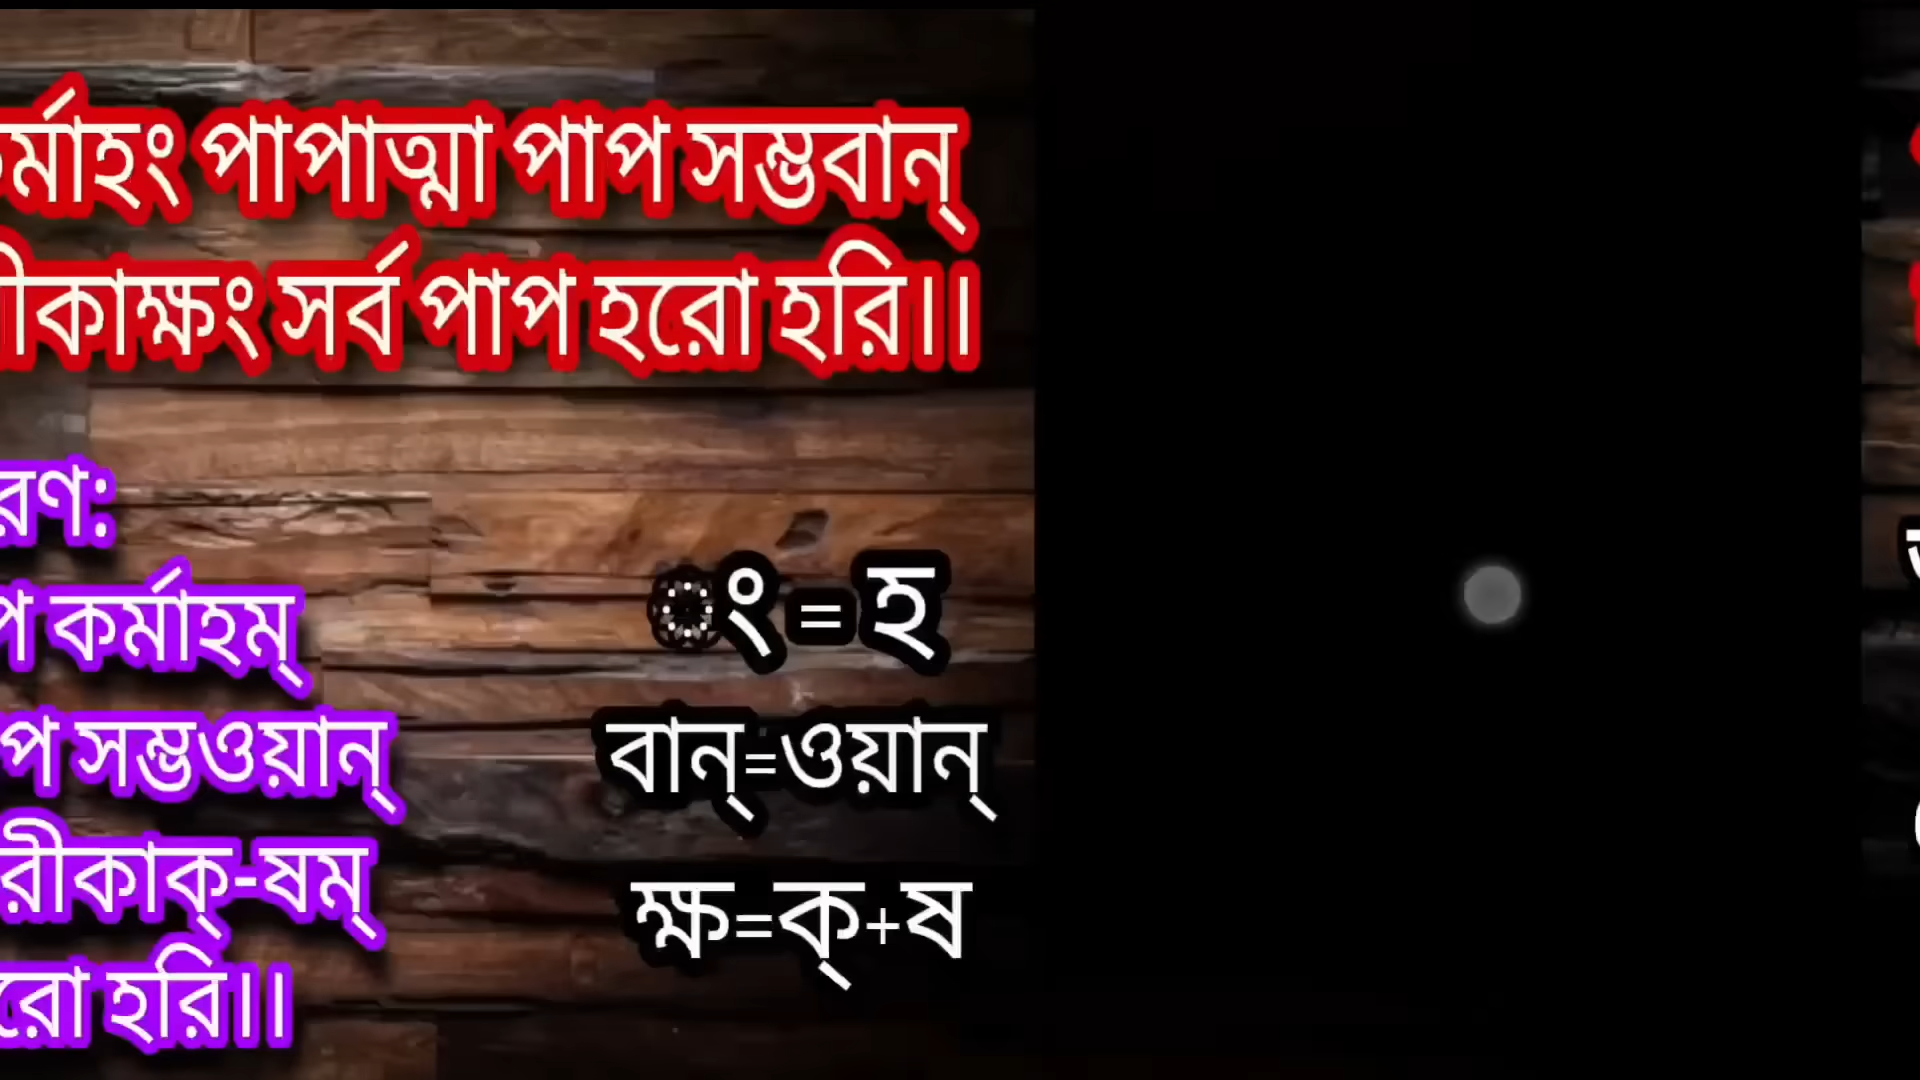 র্মাহং পাপাত্মা পাপ সম্ভবান্
রীকাক্ষং সর্ব পাপ হরো হরি।।
রণ:
প কর্মাহম্
প সম্ভওয়ান্
রীকাক্-ষম্
রো হরি।।
ং=হ
বান্=ওয়ান্
ক্ষ=ক্+ষ